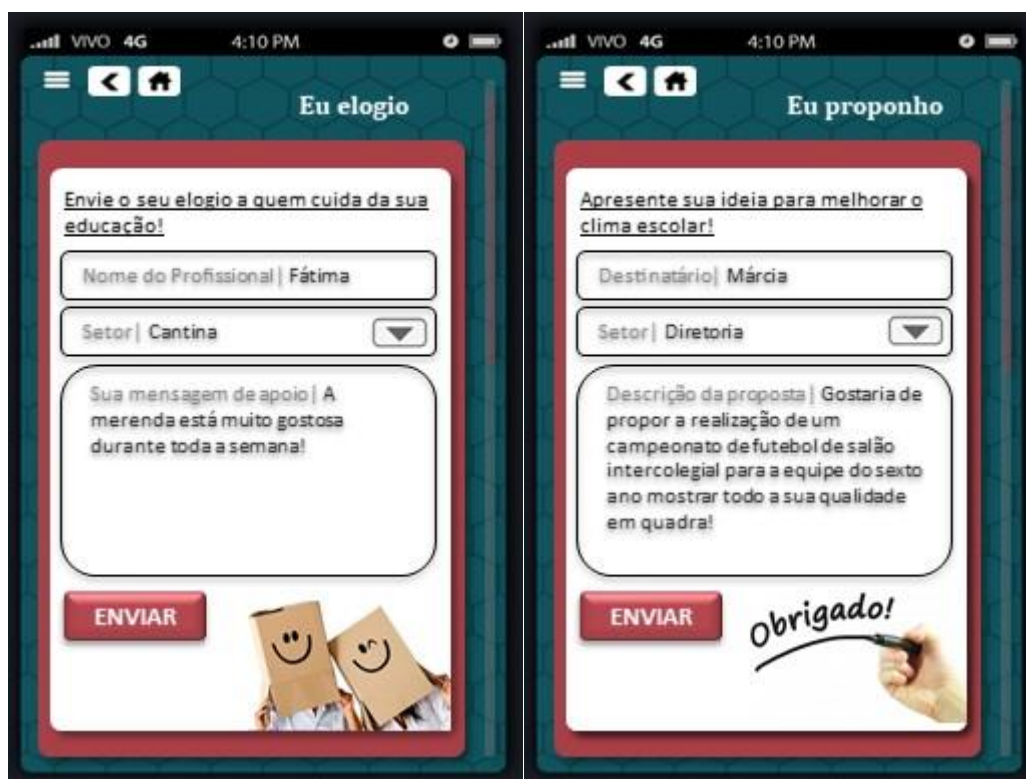 VIVO 4G 4:10 PM
Eu elogio
Envie o seu elogio a quem cuida da sua
educação!
Nome do Profissional| Fátima
Setor| Cantina
Sua mensagem de apoio| A
merenda está muito gostosa
durante toda a semana!
ENVIAR
VIVO 4G 4:10 PM
Eu proponho
Apresente sua ideia para melhorar o
clima escolar!
Destinatário| Márcia
Setor| Diretoria
Descrição da proposta| Gostaria de
propor a realização de um
campeonato de futebol de salão
intercolegial para a equipe do sexto
ano mostrar todo a sua qualidade
em quadra!
ENVIAR
Obrigado!